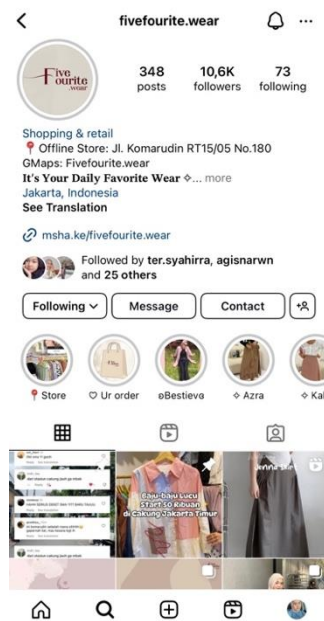 fivefourite.wear
Five
Fourite
.wear
348
posts
10,6K
followers
73
following
Shopping & retail
📍 Offline Store: Jl. Komarudin RT15/05 No.180
GMaps: Fivefourite.wear
It's Your Daily Favorite Wear ✧... more
Jakarta, Indonesia
See Translation
msha.ke/fivefourite.wear
Followed by ter.syahirra, agisnarwn
and 25 others
Following
Message
Contact
📍 Store
♡ Ur order
ʚBestieɞ
✧ Azra
✧ Kal
Baju-baju Lucu
Start 50 Ribuan
di Cakung Jakarta Timur